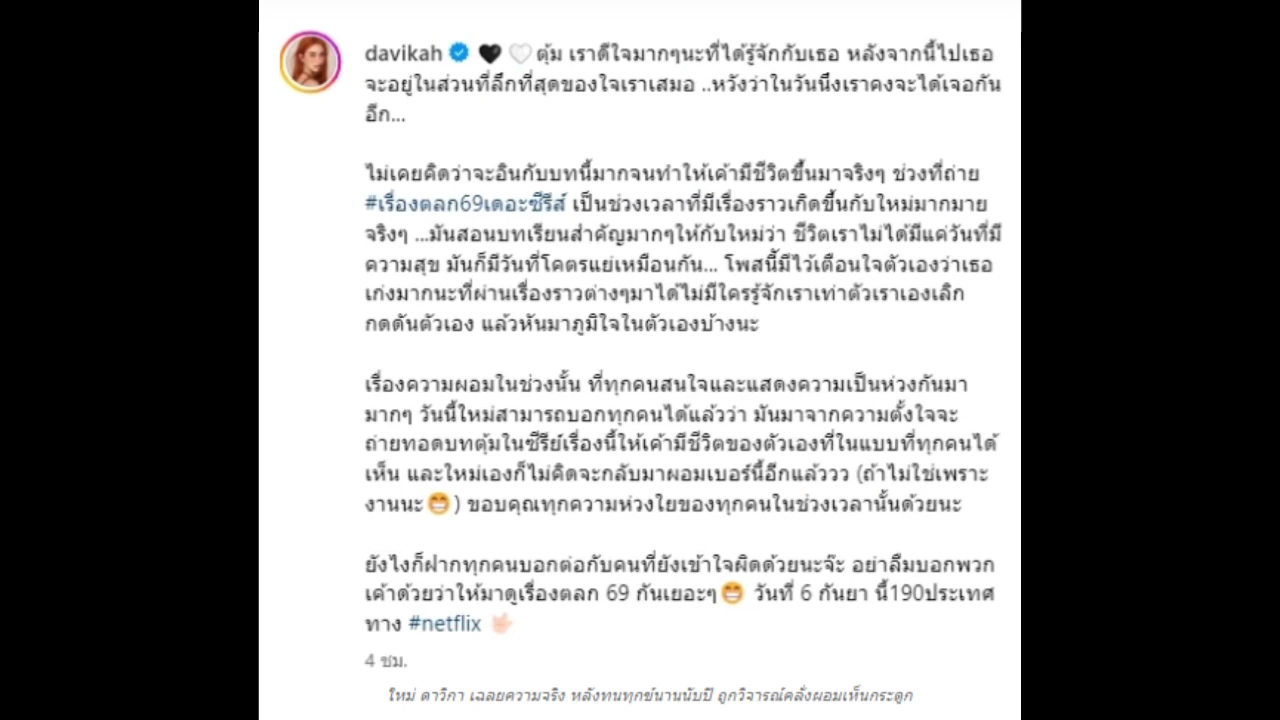 davikah 🖤 🤍 ตุ้ม เราดีใจมากๆนะที่ได้รู้จักกับเธอ หลังจากนี้ไปเธอ
จะอยู่ในส่วนที่ลึกที่สุดของใจเราเสมอ ..หวังว่าในวันนึงเราคงจะได้เจอกัน
อีก...
ไม่เคยคิดว่าจะอินกับบทนี้มากจนทำให้เค้ามีชีวิตขึ้นมาจริงๆ ช่วงที่ถ่าย
#เรื่องตลก69เดอะซีรีส์ เป็นช่วงเวลาที่มีเรื่องราวเกิดขึ้นกับใหม่มากมาย
จริงๆ ...มันสอนบทเรียนสำคัญมากๆให้กับใหม่ว่า ชีวิตเราไม่ได้มีแค่วันที่มี
ความสุข มันก็มีวันที่โคตรแย่เหมือนกัน... โพสนี้มีไว้เตือนใจตัวเองว่าเธอ
เก่งมากนะที่ผ่านเรื่องราวต่างๆมาได้ไม่มีใครรู้จักเราเท่าตัวเราเองเลิก
กดดันตัวเอง แล้วหันมาภูมิใจในตัวเองบ้างนะ
เรื่องความผอมในช่วงนั้น ที่ทุกคนสนใจและแสดงความเป็นห่วงกันมา
มากๆ วันนี้ใหม่สามารถบอกทุกคนได้แล้วว่า มันมาจากความตั้งใจจะ
ถ่ายทอดบทตุ้มในซีรีย์เรื่องนี้ให้เค้ามีชีวิตของตัวเองที่ในแบบที่ทุกคนได้
เห็น และใหม่เองก็ไม่คิดจะกลับมาผอมเบอร์นี้อีกแล้ววว (ถ้าไม่ใช่เพราะ
งานนะ😁) ขอบคุณทุกความห่วงใยของทุกคนในช่วงเวลานั้นด้วยนะ
ยังไงก็ฝากทุกคนบอกต่อกับคนที่ยังเข้าใจผิดด้วยนะจ๊ะ อย่าลืมบอกพวก
เค้าด้วยว่าให้มาดูเรื่องตลก 69 กันเยอะๆ😁 วันที่ 6 กันยา นี้190ประเทศ
ทาง #netflix 🤟🏻
4 ชม.
ใหม่ ดาวิกา เฉลยความจริง หลังทนทุกข์นานนับปี ถูกวิจารณ์คลั่งผอมเห็นกระดูก